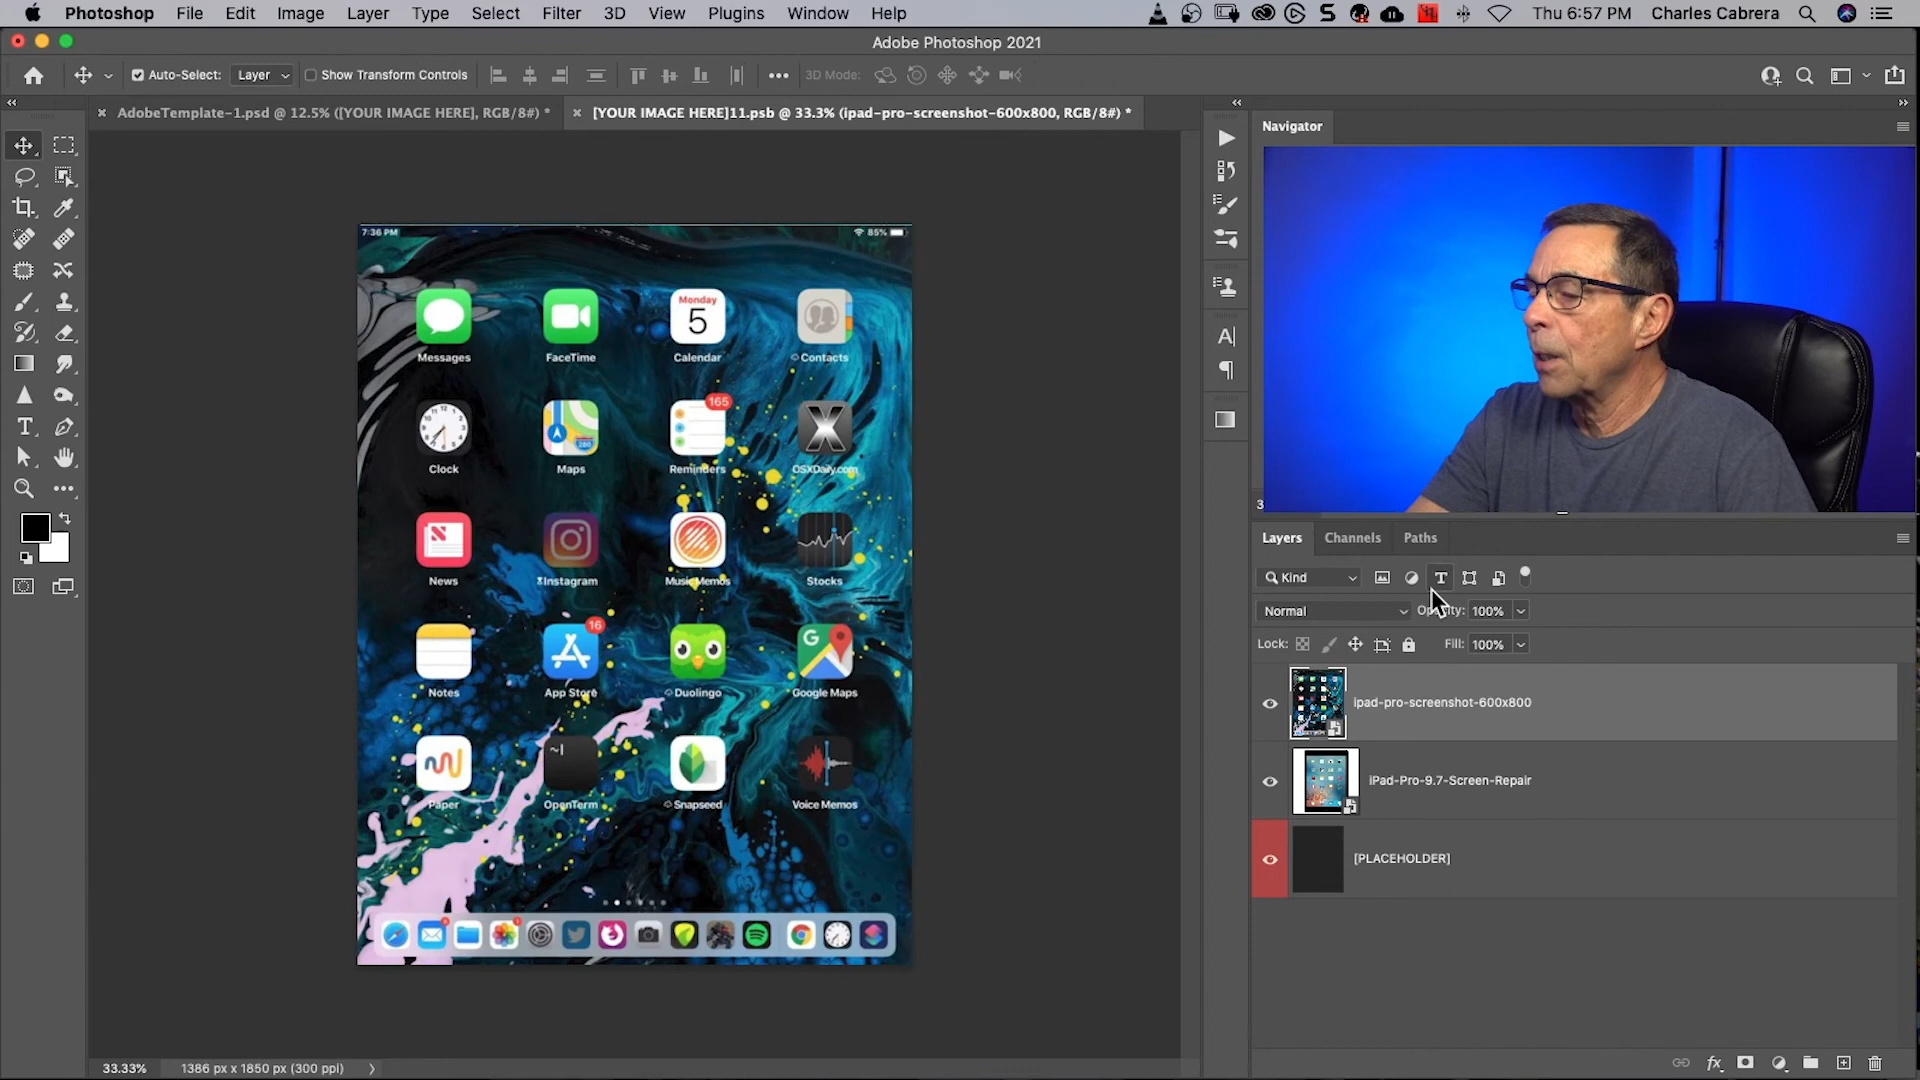 Photoshop File Edit Image Layer Type Select Filter 3D View Plugins Window Help Thu 6:57 PM Charles Cabrera
Adobe Photoshop 2021
Auto-Select: Layer Show Transform Controls 3D Mode:
AdobeTemplate-1.psd @ 12.5% ([YOUR IMAGE HERE], RGB/8#) * [YOUR IMAGE HERE]11.psb @ 33.3% (ipad-pro-screenshot-600x800, RGB/8#) *
Navigator
7:36 PM 85%
Monday
5
Messages FaceTime Calendar Contacts
165
280
X
Clock Maps Reminders OSXDaily.com
News Instagram Music Memos Stocks
16
G
Notes App Store Duolingo Google Maps
~|
Paper OpenTerm Snapseed Voice Memos
3
Layers Channels Paths
Kind T
Normal Opacity: 100%
Lock: Fill: 100%
ipad-pro-screenshot-600x800
iPad-Pro-9.7-Screen-Repair
[PLACEHOLDER]
fx
33.33% 1386 px x 1850 px (300 ppi)